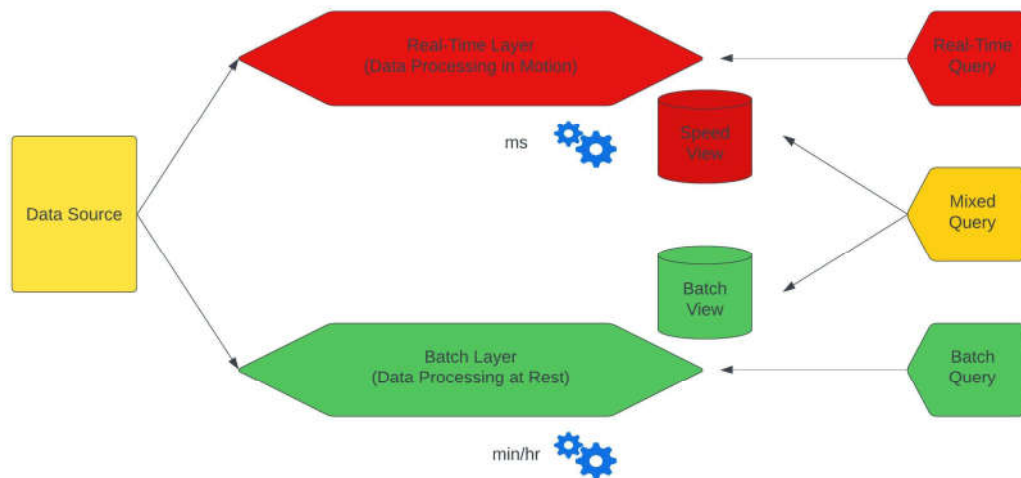 Real-Time Layer
(Data Processing in Motion)
Real-Time
Query
ms
Speed
View
Data Source
Mixed
Query
Batch
View
Batch Layer
(Data Processing at Rest)
Batch
Query
min/hr